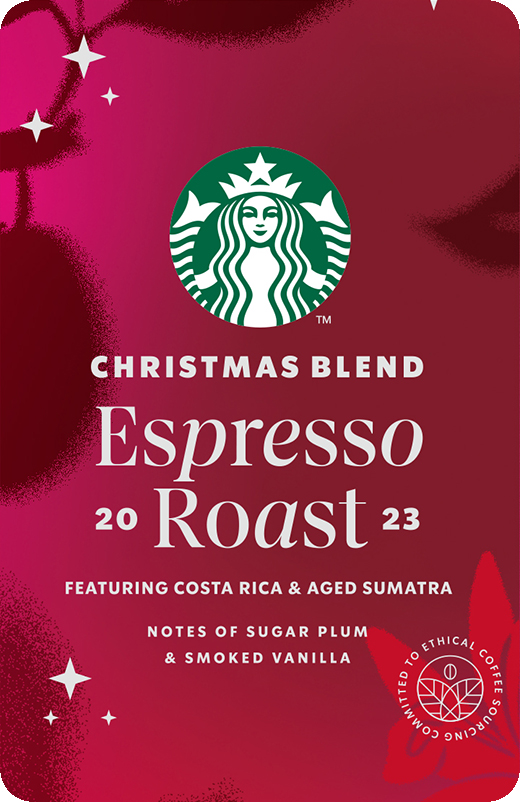 TM
CHRISTMAS BLEND
Espresso
20 Roast 23
FEATURING COSTA RICA & AGED SUMATRA
NOTES OF SUGAR PLUM
& SMOKED VANILLA
COMMITTED TO ETHICAL COFFEE SOURCING